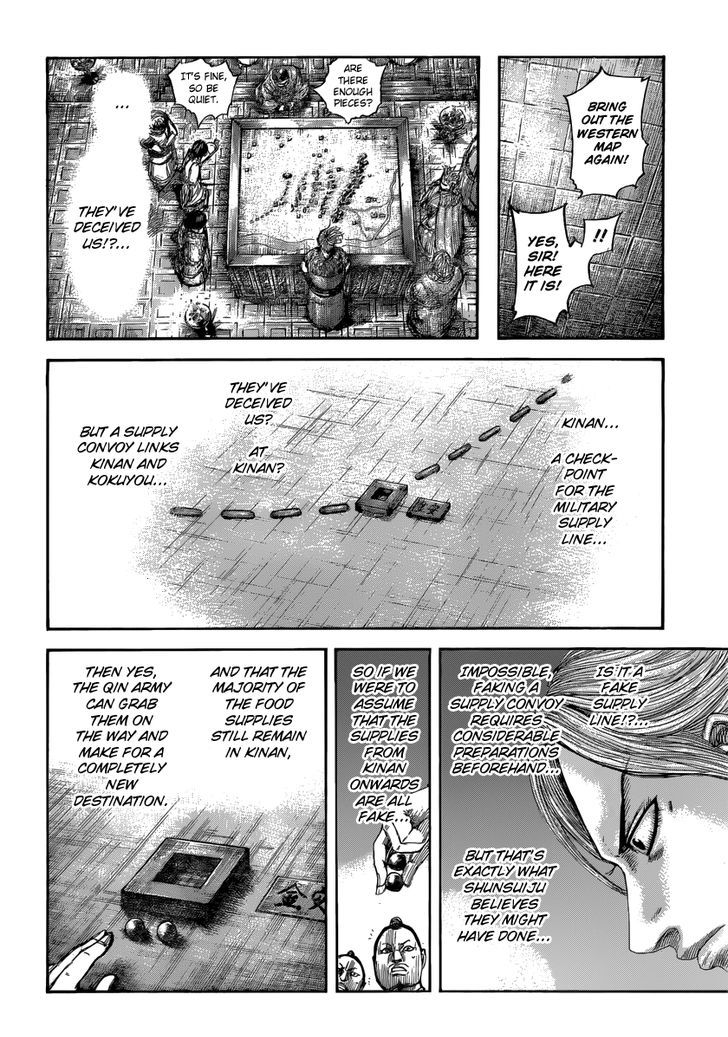 BRING
OUT THE
WESTERN
MAP
AGAIN!
!!
YES,
SIR!
HERE
IT IS!
ARE
THERE
ENOUGH
PIECES?
IT'S FINE,
SO BE
QUIET.
...
THEY'VE
DECEIVED
US!?...
KINAN...
A CHECK-
POINT
FOR THE
MILITARY
SUPPLY
LINE...
THEY'VE
DECEIVED
US?
AT
KINAN?
BUT A
SUPPLY
CONVOY LINKS
KINAN AND
KOKUYOU...
IS IT A
FAKE
SUPPLY
LINE!?...
IMPOSSIBLE,
FAKING A
SUPPLY CONVOY
REQUIRES
CONSIDERABLE
PREPARATIONS
BEFOREHAND...
BUT THAT'S
EXACTLY WHAT
SHUNSUIJU
BELIEVES
THEY MIGHT
HAVE DONE...
SO IF WE
WERE TO
ASSUME
THAT THE
SUPPLIES
FROM
KINAN
ONWARDS
ARE ALL
FAKE...
AND THAT THE
MAJORITY OF
THE FOOD
SUPPLIES
STILL REMAIN
IN KINAN,
THEN YES,
THE QIN ARMY
CAN GRAB
THEM ON
THE WAY AND
MAKE FOR A
COMPLETELY
NEW
DESTINATION.